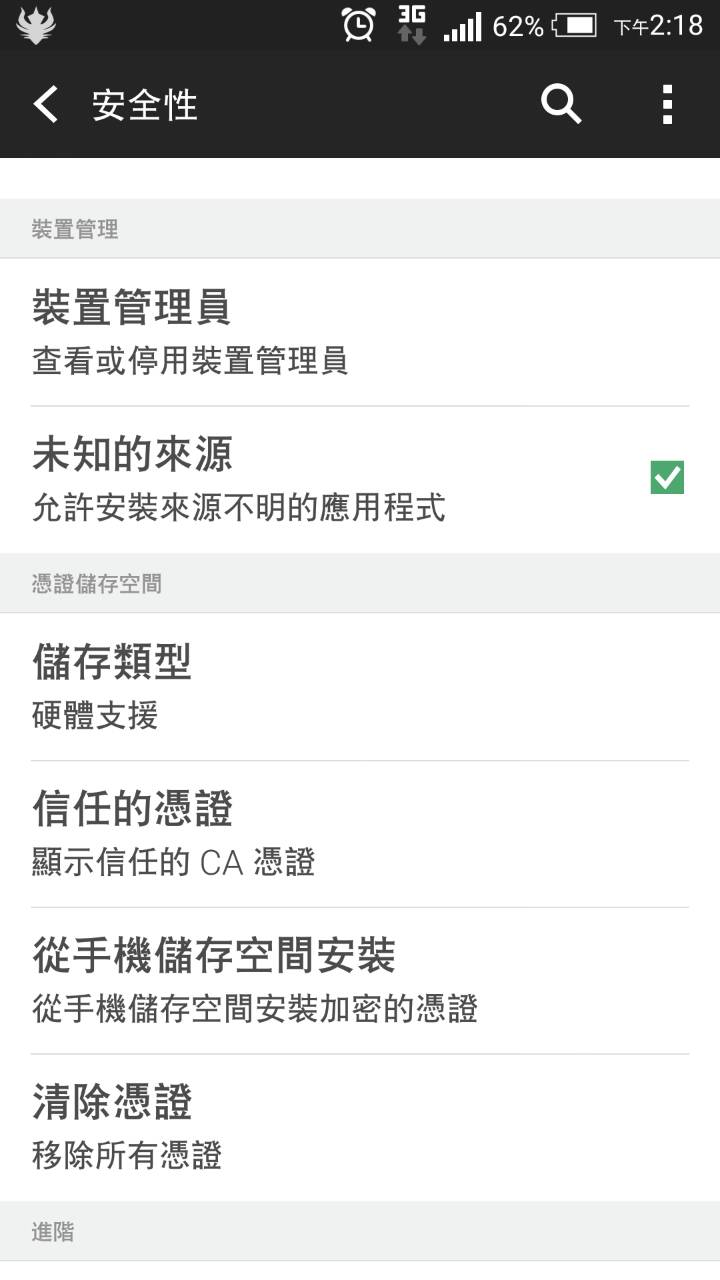 3G 62% 下午2:18
安全性
裝置管理
裝置管理員
查看或停用裝置管理員
未知的來源
允許安裝來源不明的應用程式
憑證儲存空間
儲存類型
硬體支援
信任的憑證
顯示信任的 CA 憑證
從手機儲存空間安裝
從手機儲存空間安裝加密的憑證
清除憑證
移除所有憑證
進階